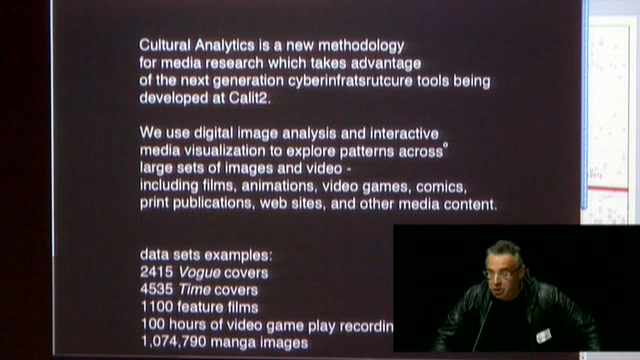 Cultural Analytics is a new methodology
for media research which takes advantage
of the next generation cyberinfratsrutcure tools being
developed at Calit2.
We use digital image analysis and interactive
media visualization to explore patterns across
large sets of images and video -
including films, animations, video games, comics,
print publications, web sites, and other media content.
data sets examples:
2415 Vogue covers
4535 Time covers
1100 feature films
100 hours of video game play recordin
1,074,790 manga images